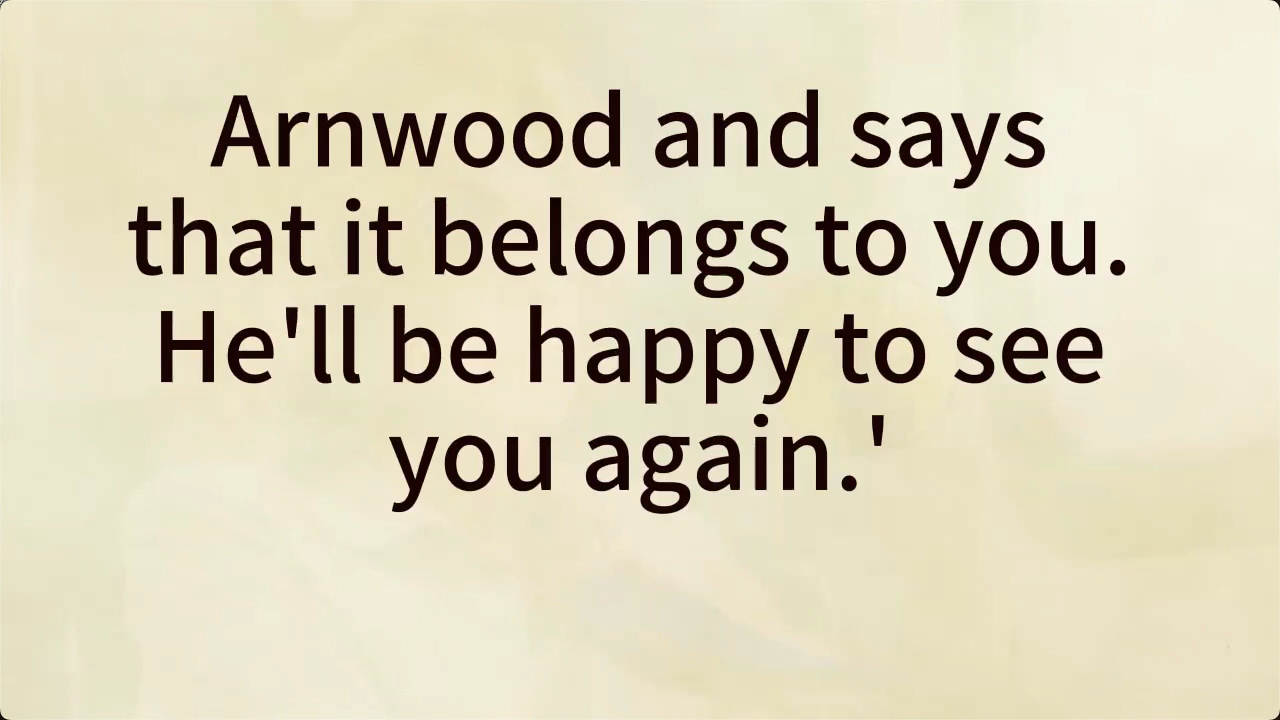 Arnwood and says
that it belongs to you.
He'll be happy to see
you again.'